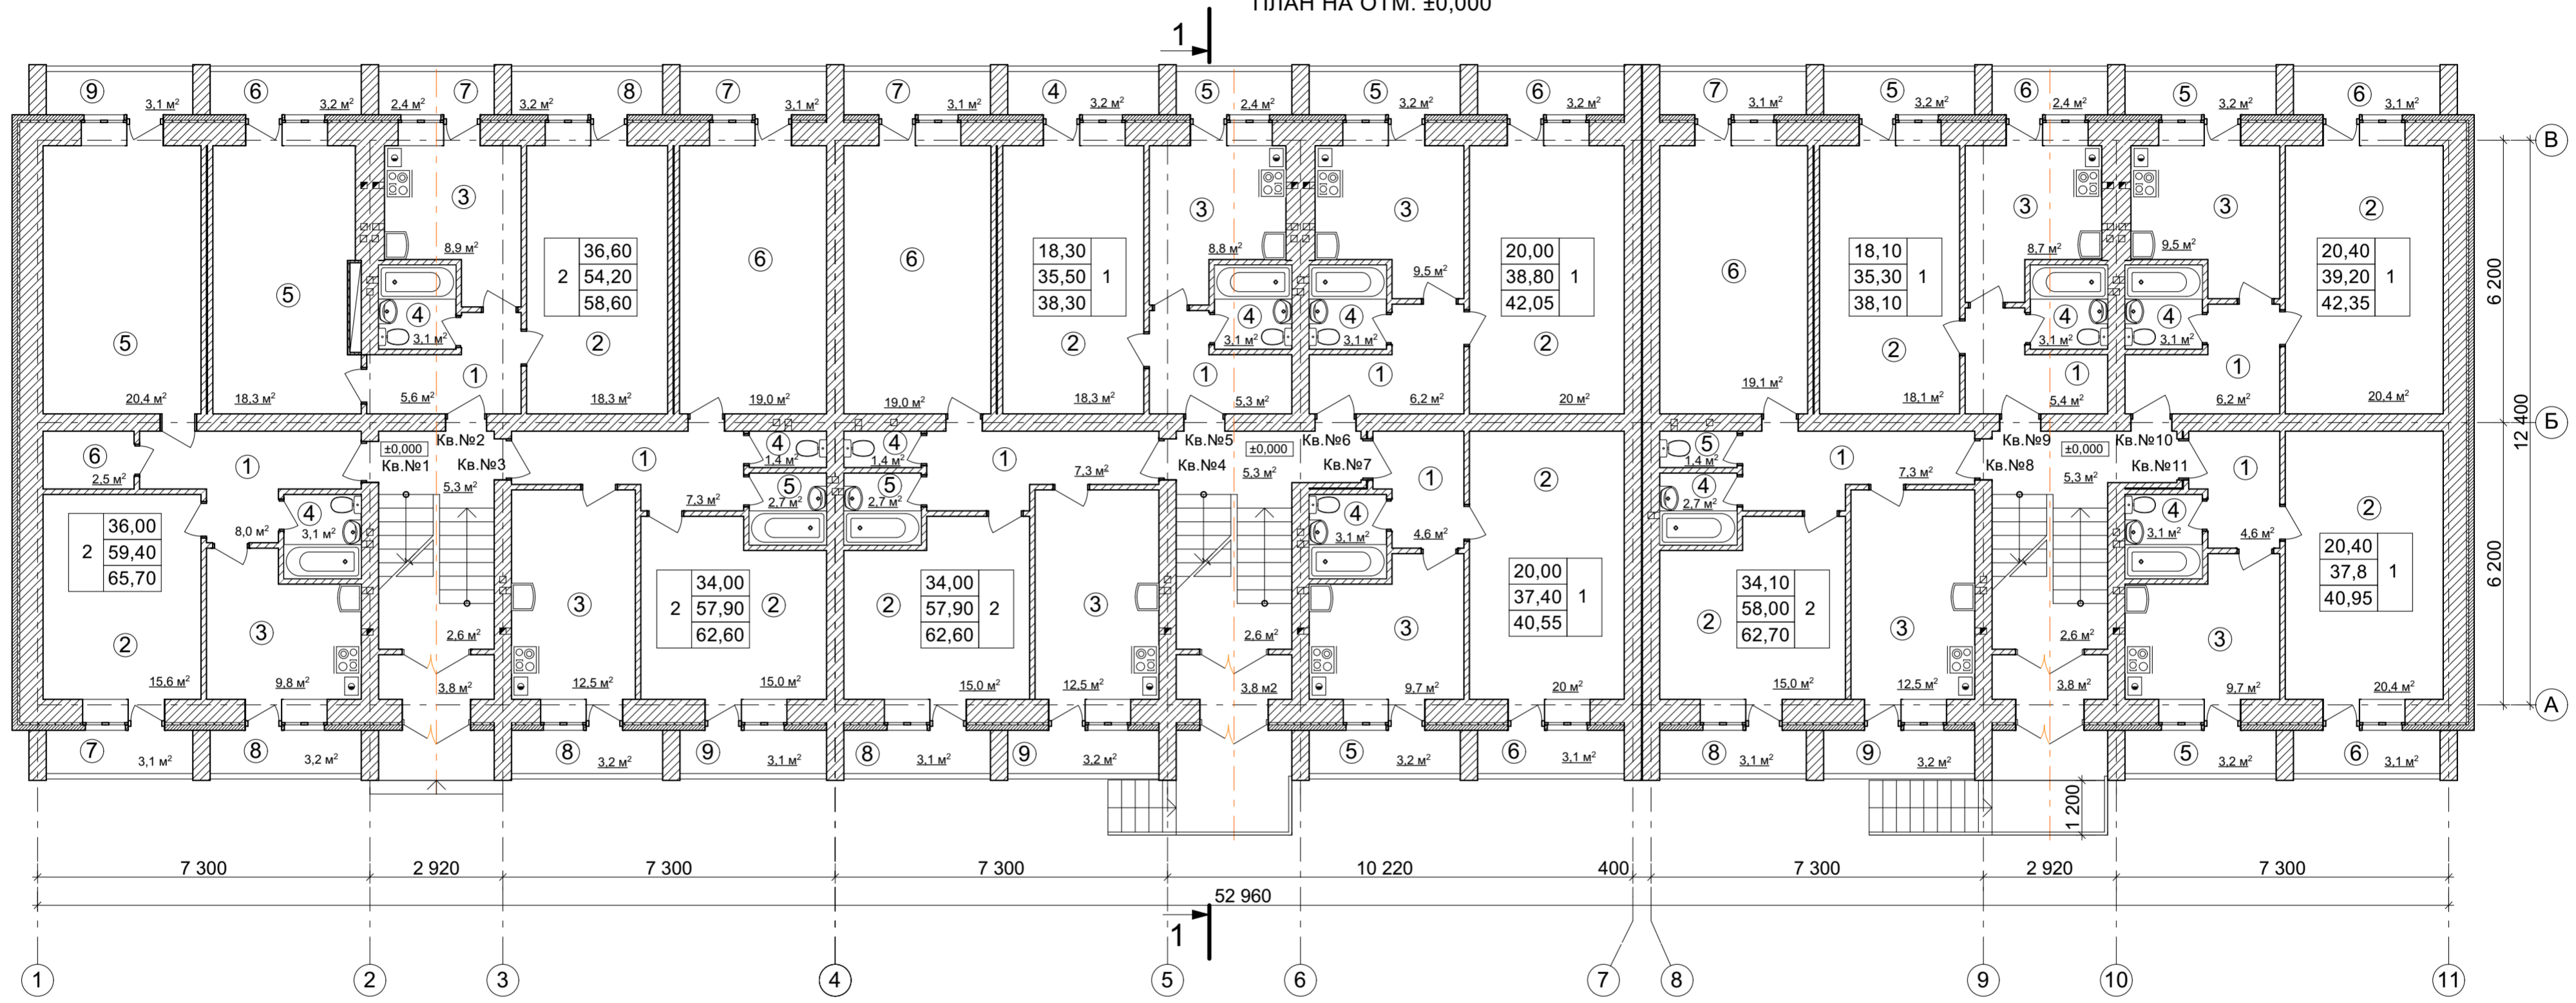 ПЛАН НА ОТМ. ±0,000
1
9 3,1 м² 6 3,2 м² 2,4 м² 7 3,2 м² 8 7 3,1 м² 7 3,1 м² 4 3,2 м² 5 2,4 м² 5 3,2 м² 6 3,2 м² 7 3,1 м² 5 3,2 м² 6 2,4 м² 5 3,2 м² 6 3,1 м²
В
3 3 3 3 3 2
8,9 м² 8,8 м² 9,5 м² 8,7 м² 9,5 м²
36,60
2 54,20
58,60
18,30
35,50 1
38,30
20,00
38,80 1
42,05
18,10
35,30 1
38,10
20,40
39,20 1
42,35
5 5 4 2 6 6 2 4 4 2 6 2 4 4
3,1 м² 3,1 м² 3,1 м² 3,1 м² 3,1 м²
1 1 1 1 1
20,4 м² 18,3 м² 5,6 м² 18,3 м² 19,0 м² 19,0 м² 18,3 м² 5,3 м² 6,2 м² 20 м² 19,1 м² 18,1 м² 5,4 м² 6,2 м² 20,4 м²
6 200
12 400
Б
Кв.№2 Кв.№5 Кв.№6 Кв.№9 Кв.№10
±0,000 ±0,000 ±0,000
Кв.№1 Кв.№3 Кв.№4 Кв.№7 Кв.№8 Кв.№11
6 1 1 4 4 1 1 2 5 1 1 2
1,4 м² 1,4 м² 1,4 м²
2,5 м² 5,3 м² 7,3 м² 5,3 м² 7,3 м² 5,3 м²
4 5 5 4 4 4
8,0 м² 3,1 м² 7,3 м² 2,7 м² 2,7 м² 3,1 м² 4,6 м² 2,7 м² 3,1 м² 4,6 м²
36,00
2 59,40
65,70
34,00
2 57,90
62,60
34,00
57,90 2
62,60
20,00
37,40 1
40,55
34,10
58,00 2
62,70
20,40
37,8 1
40,95
2 3 3 2 2 3 3 2 3 3
2,6 м² 2,6 м² 2,6 м²
15,6 м² 9,8 м² 3,8 м² 12,5 м² 15,0 м² 15,0 м² 12,5 м² 3,8 м2 9,7 м² 20 м² 15,0 м² 12,5 м² 3,8 м² 9,7 м² 20,4 м²
6 200
А
7 3,1 м² 8 3,2 м² 8 3,2 м² 9 3,1 м² 8 3,1 м² 9 3,2 м² 5 3,2 м² 6 3,1 м² 8 3,1 м² 9 3,2 м² 5 3,2 м² 6 3,1 м²
1 200
7 300 2 920 7 300 7 300 10 220 400 7 300 2 920 7 300
52 960
1
1 2 3 4 5 6 7 8 9 10 11